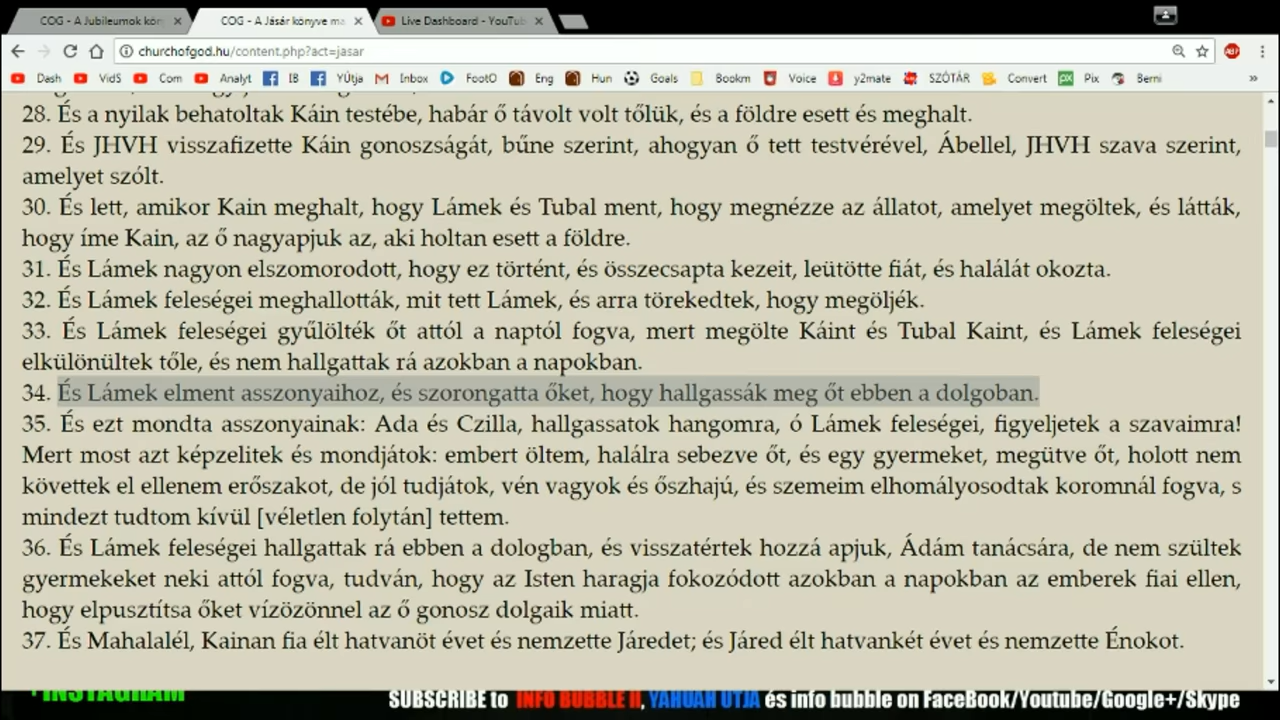 COG - A Jubileumok kön
COG - A Jásár könyve ma
Live Dashboard - YouTub
churchofgod.hu/content.php?act=jasar
Dash VidS Com Analyt IB YÚtja Inbox FootO Eng Hun Goals Bookm Voice y2mate SZÓTÁR Convert Pix Berni »
28. És a nyilak behatoltak Káin testébe, habár ő távolt volt tőlük, és a földre esett és meghalt.
29. És JHVH visszafizette Káin gonoszságát, bűne szerint, ahogyan ő tett testvérével, Ábellel, JHVH szava szerint,
amelyet szólt.
30. És lett, amikor Kain meghalt, hogy Lámek és Tubal ment, hogy megnézze az állatot, amelyet megöltek, és látták,
hogy íme Kain, az ő nagyapjuk az, aki holtan esett a földre.
31. És Lámek nagyon elszomorodott, hogy ez történt, és összecsapta kezeit, leütötte fiát, és halálát okozta.
32. És Lámek feleségei meghallották, mit tett Lámek, és arra törekedtek, hogy megöljék.
33. És Lámek feleségei gyűlölték őt attól a naptól fogva, mert megölte Káint és Tubal Kaint, és Lámek feleségei
elkülönültek tőle, és nem hallgattak rá azokban a napokban.
34. És Lámek elment asszonyaihoz, és szorongatta őket, hogy hallgassák meg őt ebben a dolgoban.
35. És ezt mondta asszonyainak: Ada és Czilla, hallgassatok hangomra, ó Lámek feleségei, figyeljetek a szavaimra!
Mert most azt képzelitek és mondjátok: embert öltem, halálra sebezve őt, és egy gyermeket, megütve őt, holott nem
követtek el ellenem erőszakot, de jól tudjátok, vén vagyok és őszhajú, és szemeim elhomályosodtak koromnál fogva, s
mindezt tudtom kívül [véletlen folytán] tettem.
36. És Lámek feleségei hallgattak rá ebben a dologban, és visszatértek hozzá apjuk, Ádám tanácsára, de nem szültek
gyermekeket neki attól fogva, tudván, hogy az Isten haragja fokozódott azokban a napokban az emberek fiai ellen,
hogy elpusztítsa őket vízözönnel az ő gonosz dolgaik miatt.
37. És Mahalalél, Kainan fia élt hatvanöt évet és nemzette Járedet; és Járed élt hatvankét évet és nemzette Énokot.
INSTAGRAM
SUBSCRIBE to INFO BUBBLE II, YAHUAH ÚTJA és info bubble on FaceBook/Youtube/Google+/Skype